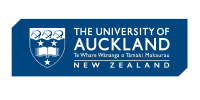 THE UNIVERSITY OF
AUCKLAND
Te Whare Wānanga o Tāmaki Makaurau
NEW ZEALAND